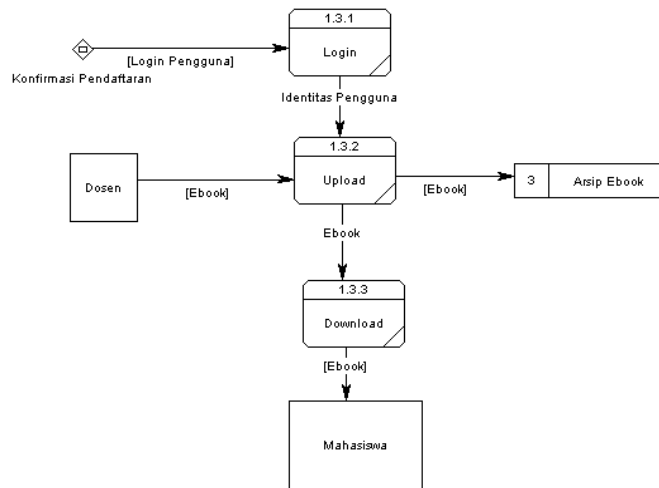 1.3.1
Login
[Login Pengguna]
Konfirmasi Pendaftaran
Identitas Pengguna
1.3.2
Upload
Dosen
[Ebook]
[Ebook]
3
Arsip Ebook
Ebook
1.3.3
Download
[Ebook]
Mahasiswa